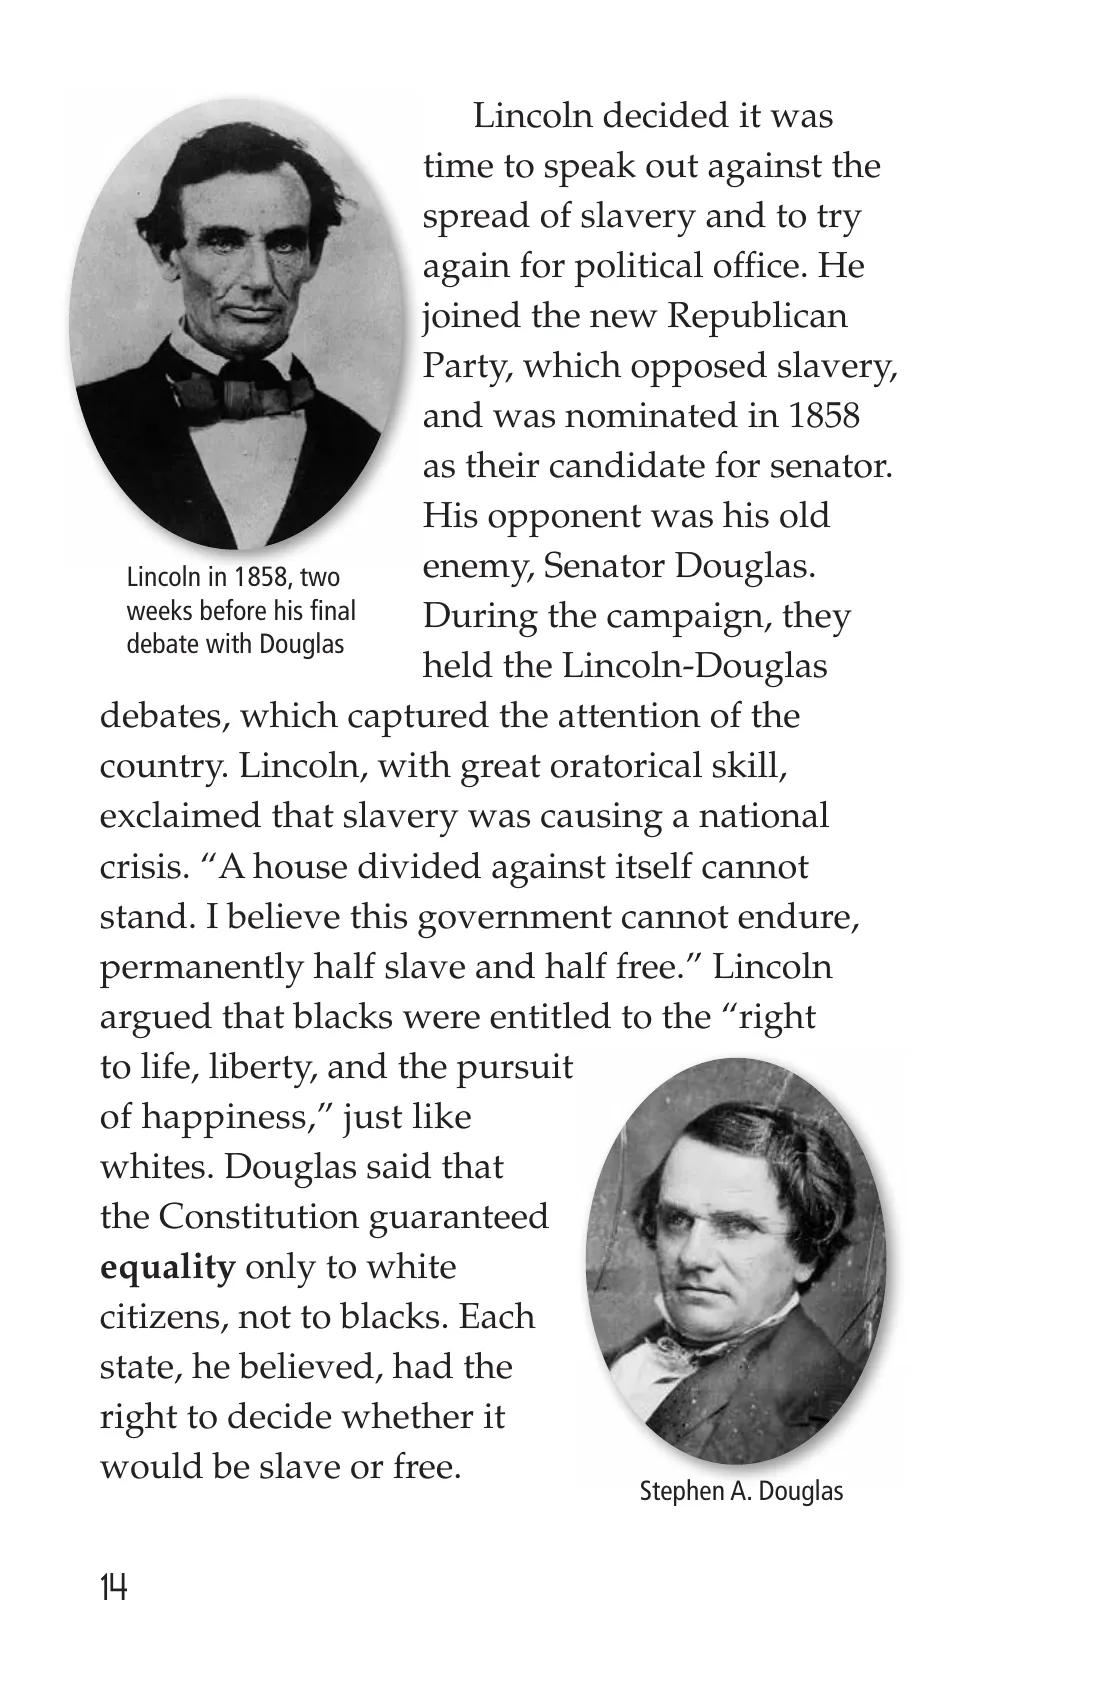 Lincoln decided it was
time to speak out against the
spread of slavery and to try
again for political office. He
joined the new Republican
Party, which opposed slavery,
and was nominated in 1858
as their candidate for senator.
His opponent was his old
enemy, Senator Douglas.
During the campaign, they
held the Lincoln-Douglas
Lincoln in 1858, two
weeks before his final
debate with Douglas
debates, which captured the attention of the
country. Lincoln, with great oratorical skill,
exclaimed that slavery was causing a national
crisis. “A house divided against itself cannot
stand. I believe this government cannot endure,
permanently half slave and half free.” Lincoln
argued that blacks were entitled to the “right
to life, liberty, and the pursuit
of happiness,” just like
whites. Douglas said that
the Constitution guaranteed
equality only to white
citizens, not to blacks. Each
state, he believed, had the
right to decide whether it
would be slave or free.
Stephen A. Douglas
14